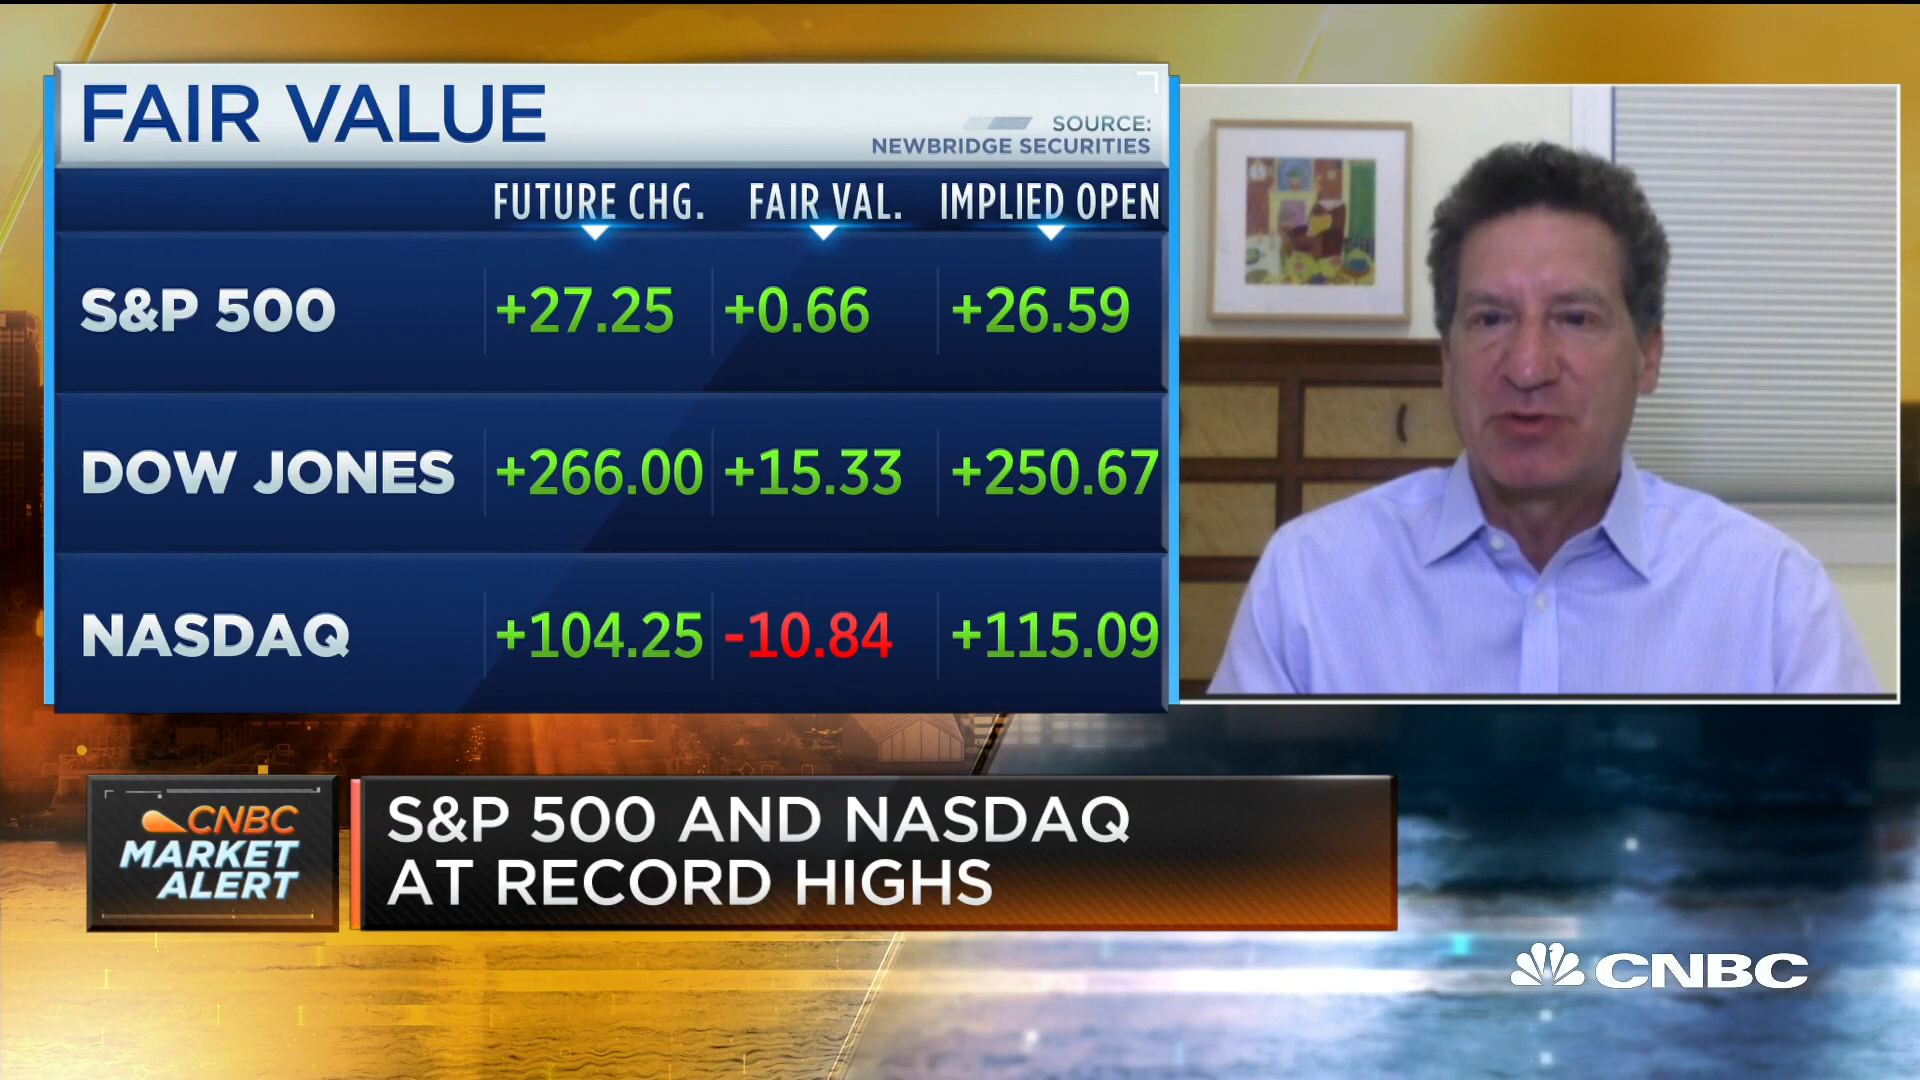 FAIR VALUE
SOURCE:
NEWBRIDGE SECURITIES
FUTURE CHG. FAIR VAL. IMPLIED OPEN
S&P 500 +27.25 +0.66 +26.59
DOW JONES +266.00 +15.33 +250.67
NASDAQ +104.25 -10.84 +115.09
CNBC
MARKET
ALERT
S&P 500 AND NASDAQ
AT RECORD HIGHS
CNBC